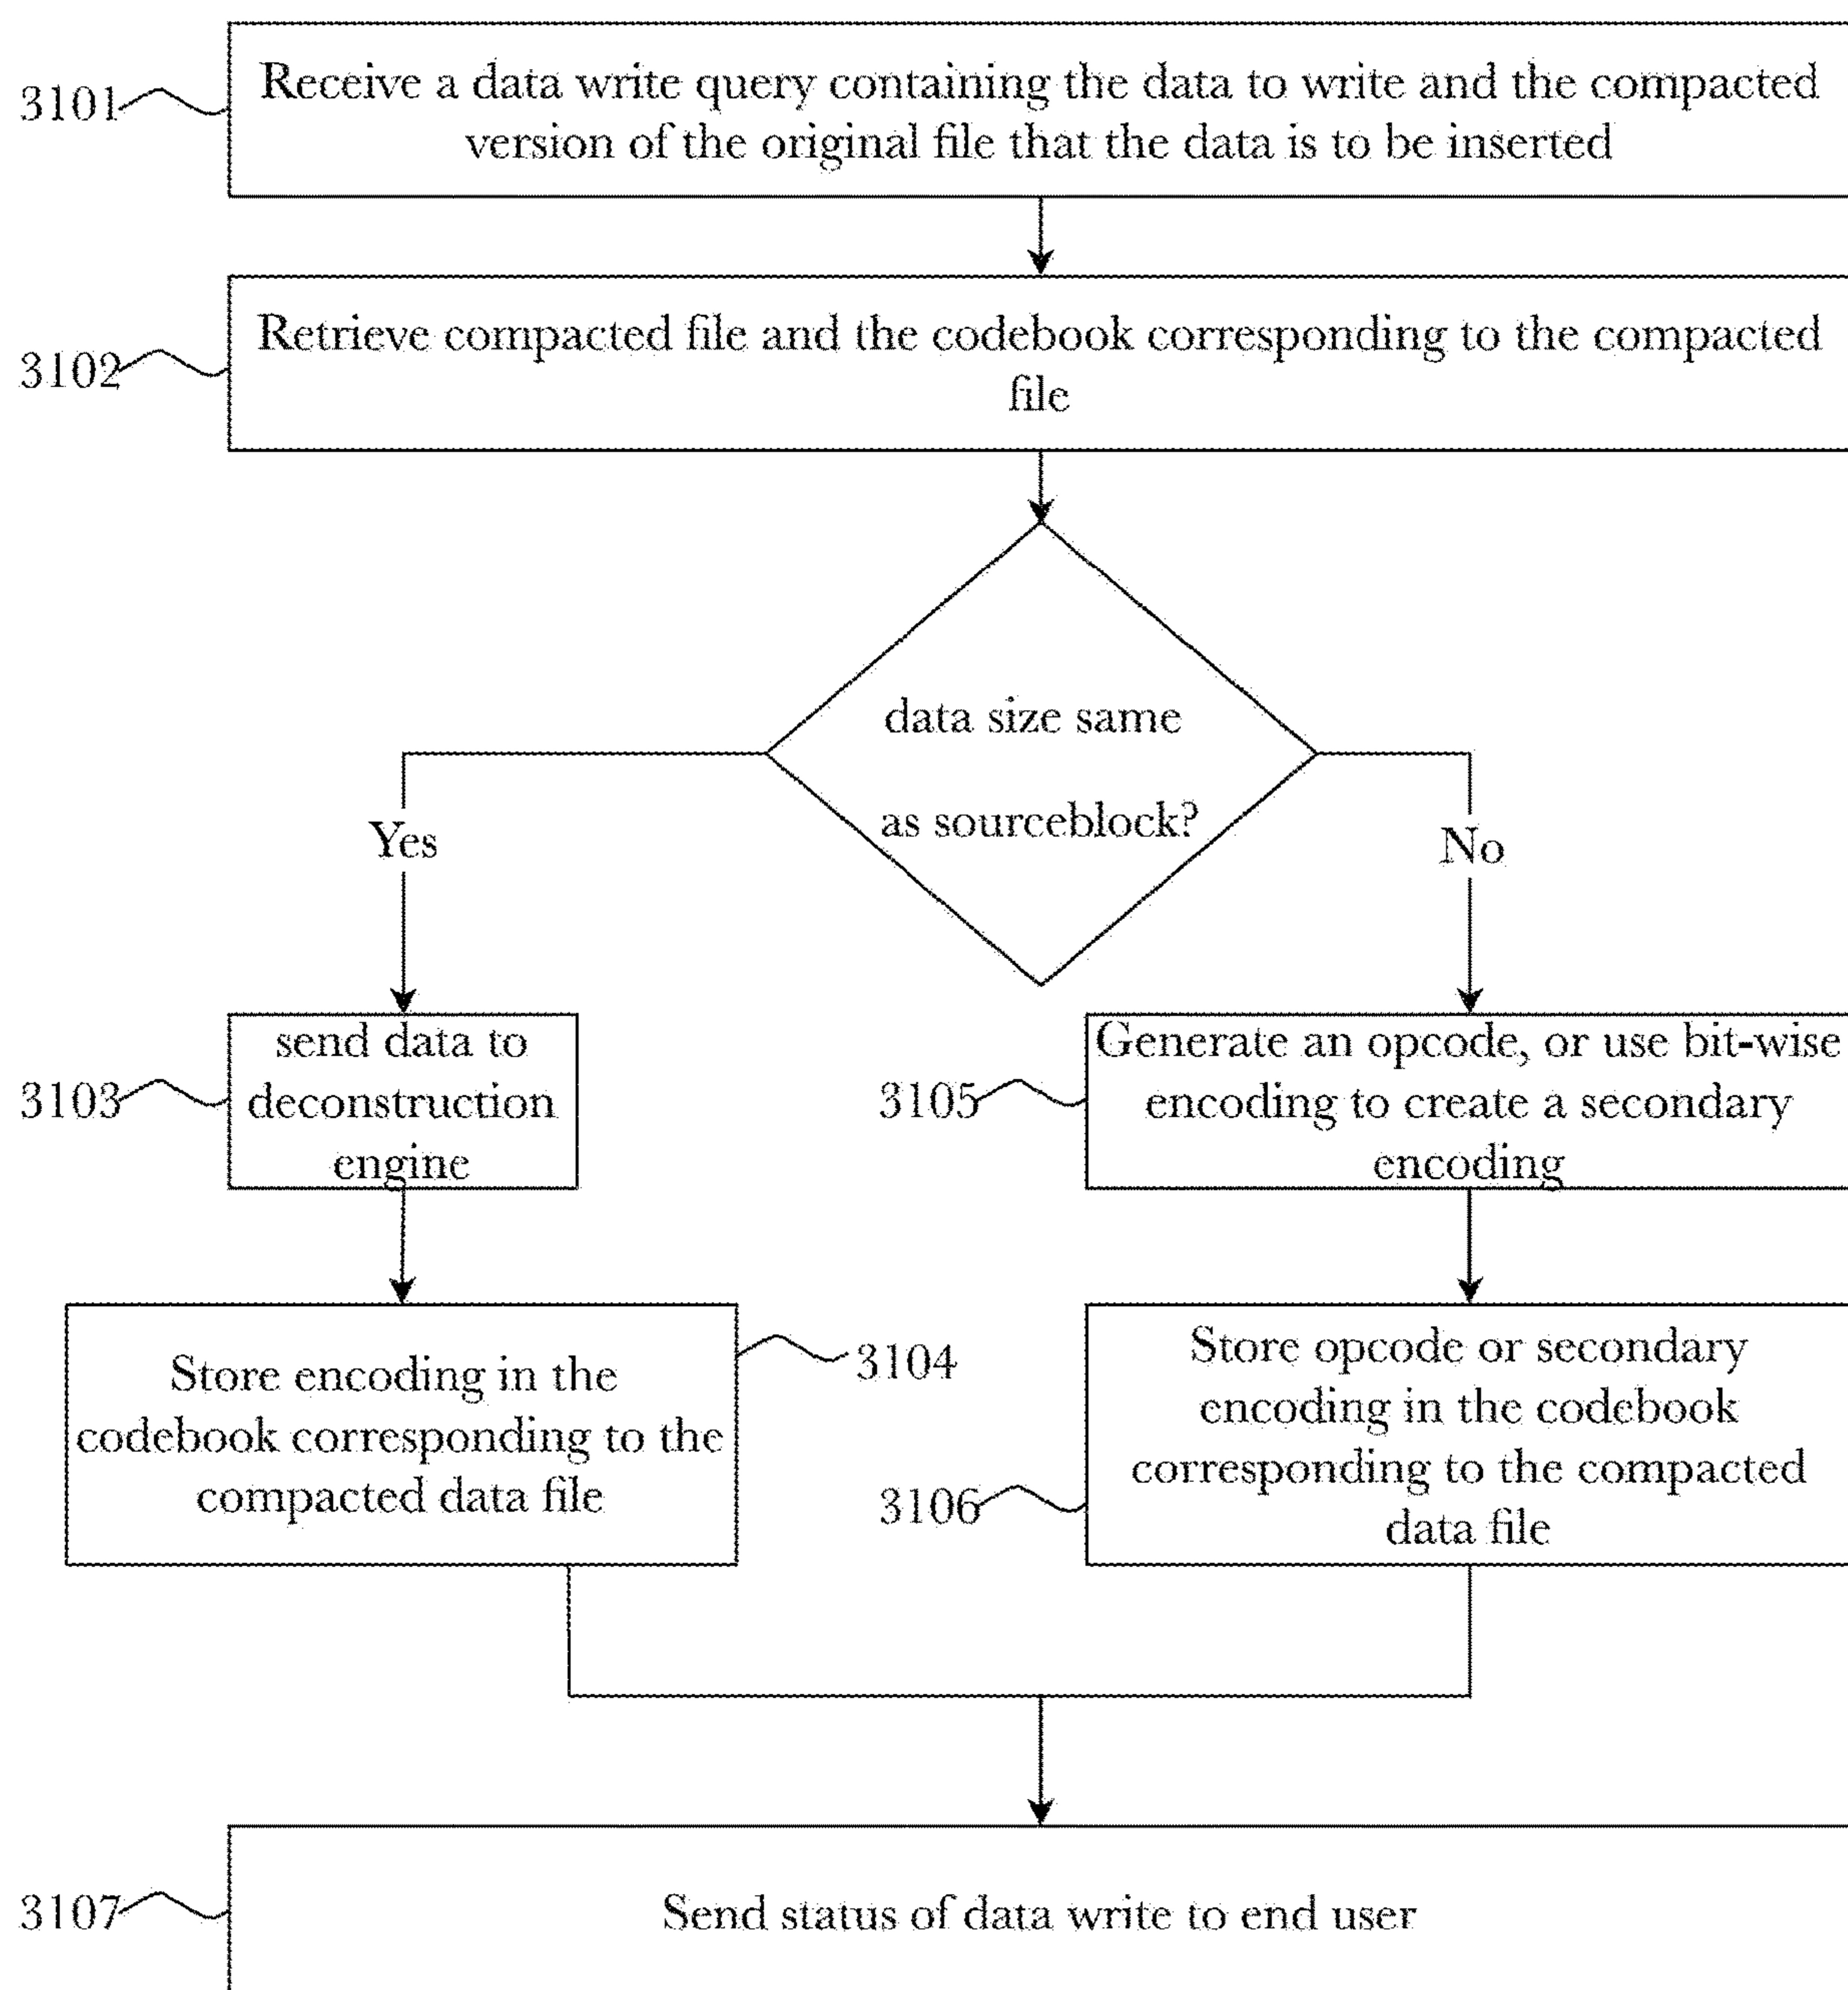 3101
Receive a data write query containing the data to write and the compacted
version of the original file that the data is to be inserted
3102
Retrieve compacted file and the codebook corresponding to the compacted
file
data size same
as sourceblock?
Yes
No
3103
send data to
deconstruction
engine
3105
Generate an opcode, or use bit-wise
encoding to create a secondary
encoding
Store encoding in the
codebook corresponding to the
compacted data file
3104
3106
Store opcode or secondary
encoding in the codebook
corresponding to the compacted
data file
3107
Send status of data write to end user